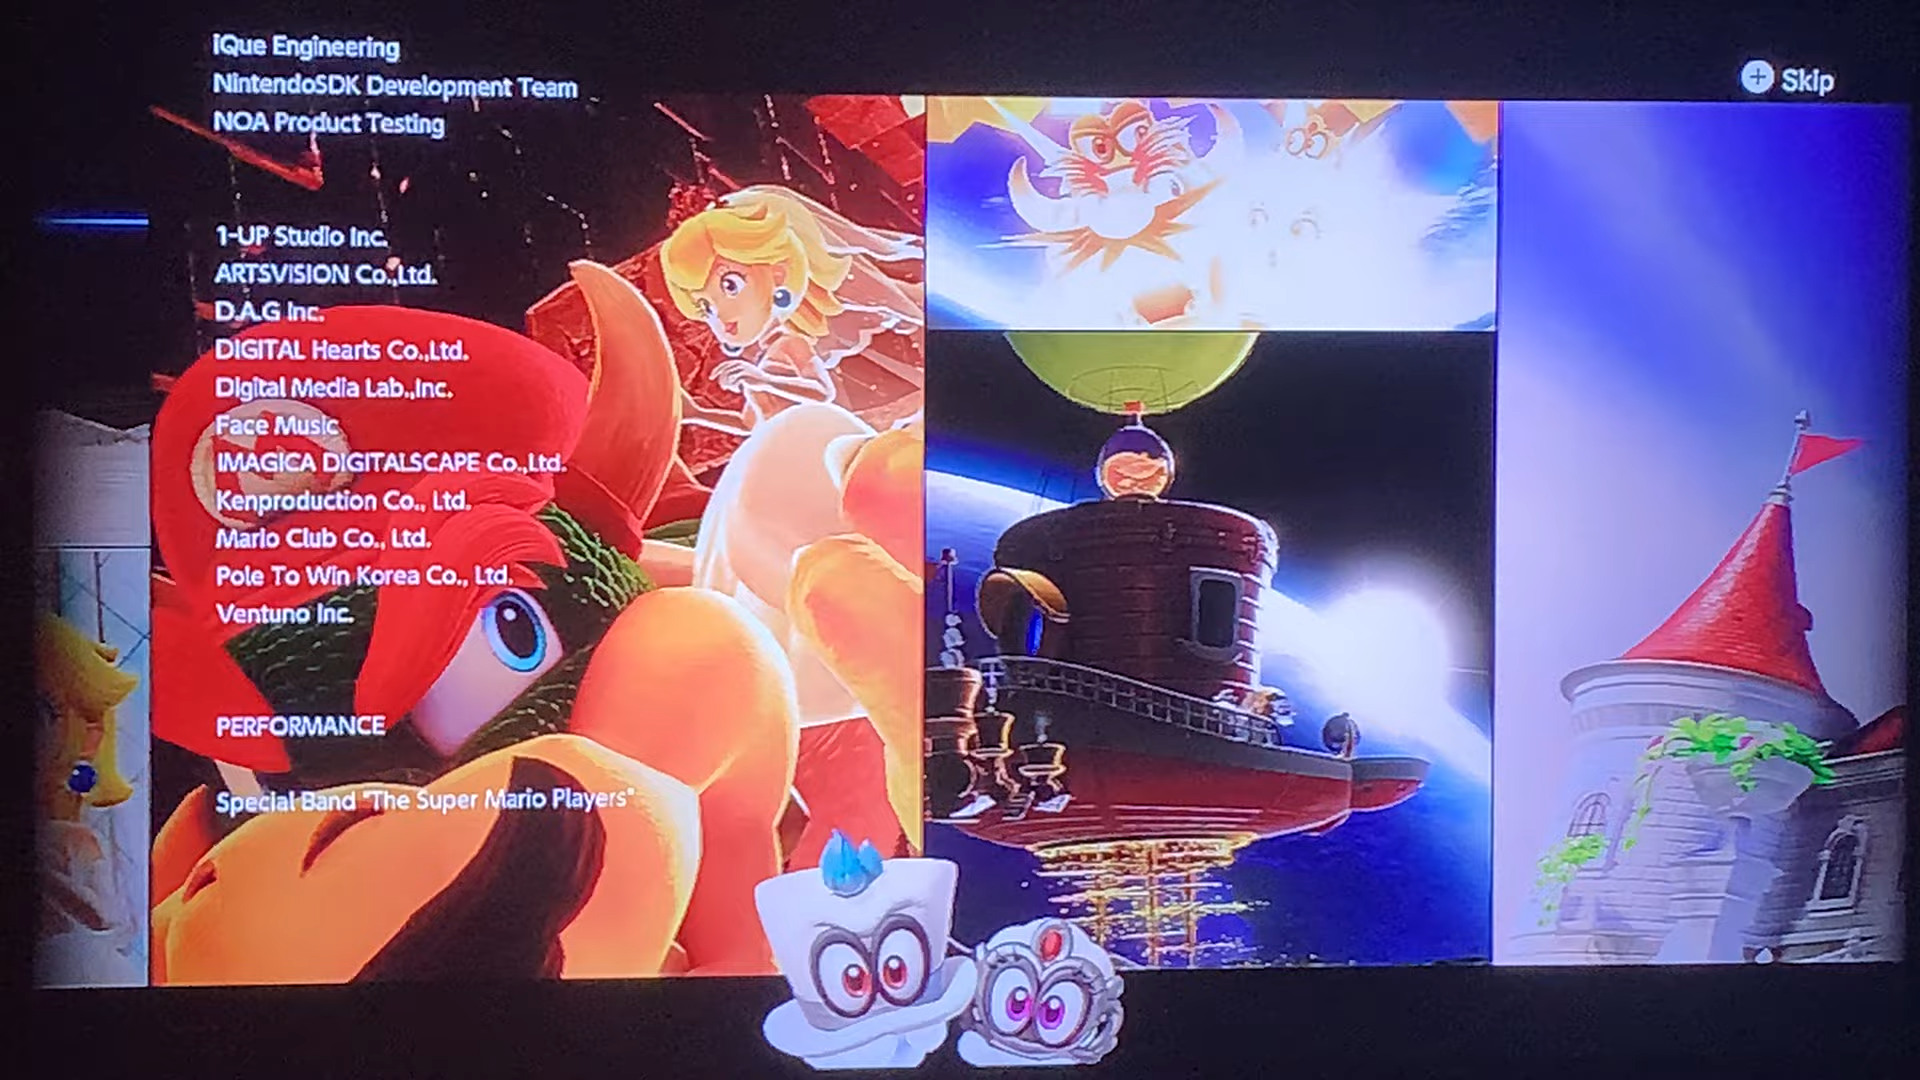 iQue Engineering
NintendoSDK Development Team
NOA Product Testing
+ Skip
1-UP Studio Inc.
ARTSVISION Co.,Ltd.
D.A.G Inc.
DIGITAL Hearts Co.,Ltd.
Digital Media Lab.,Inc.
Face Music
IMAGICA DIGITALSCAPE Co.,Ltd.
Kenproduction Co., Ltd.
Mario Club Co., Ltd.
Pole To Win Korea Co., Ltd.
Ventuno Inc.
PERFORMANCE
Special Band "The Super Mario Players"